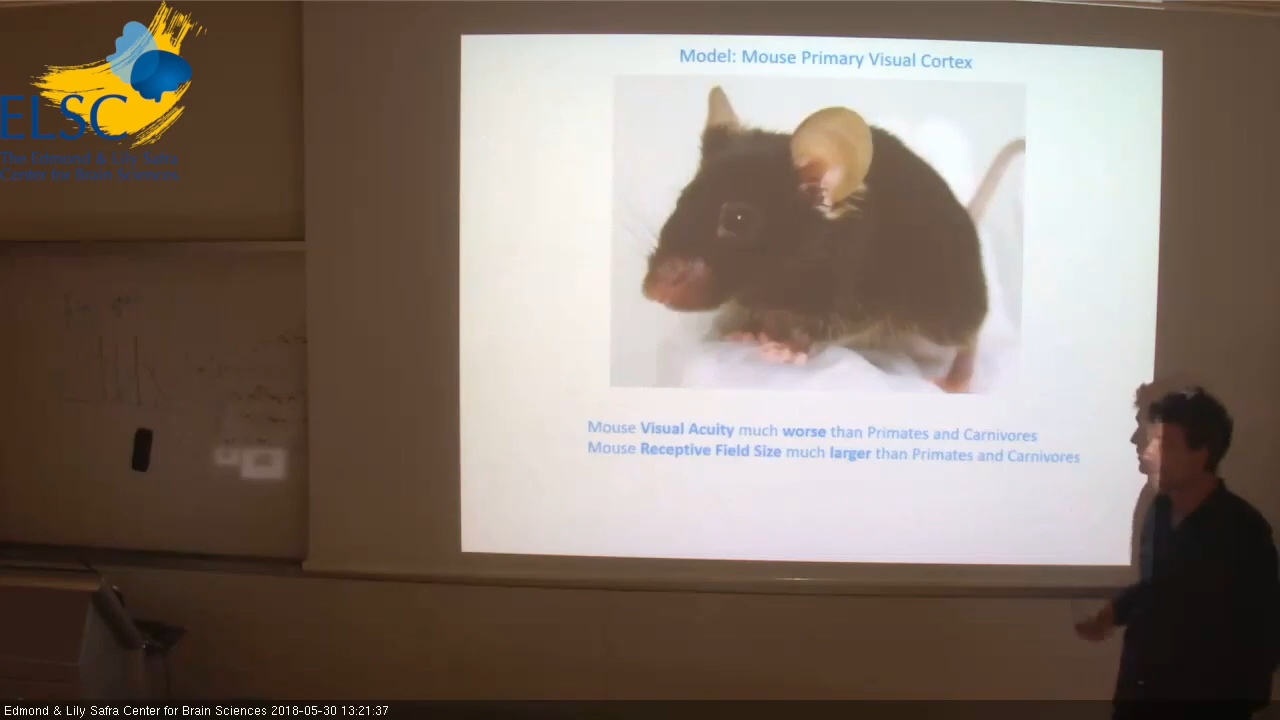 ELSC
The Edmond & Lily Safra
Center for Brain Sciences
Model: Mouse Primary Visual Cortex
Mouse Visual Acuity much worse than Primates and Carnivores
Mouse Receptive Field Size much larger than Primates and Carnivores
Edmond & Lily Safra Center for Brain Sciences 2018-05-30 13:21:37